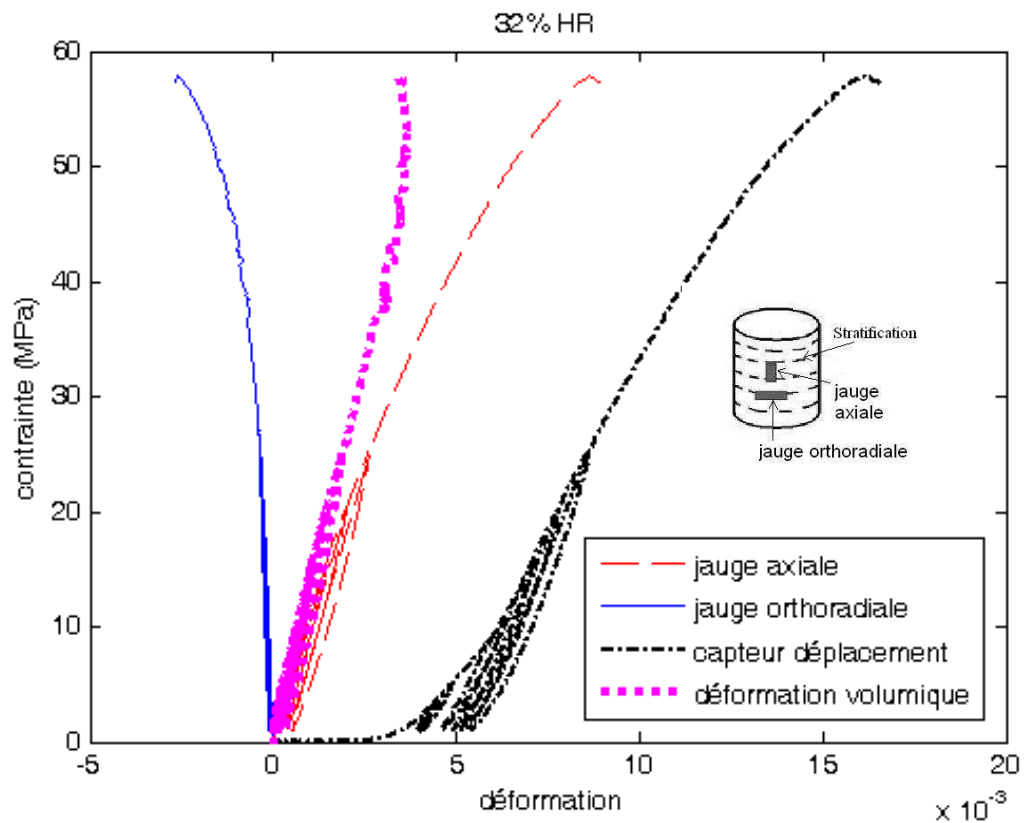 32% HR
60
50
40
30
20
10
0
contrainte (MPa)
-5
0
5
10
15
20
déformation
x 10⁻³
Stratification
jauge
axiale
jauge orthoradiale
jauge axiale
jauge orthoradiale
capteur déplacement
déformation volumique